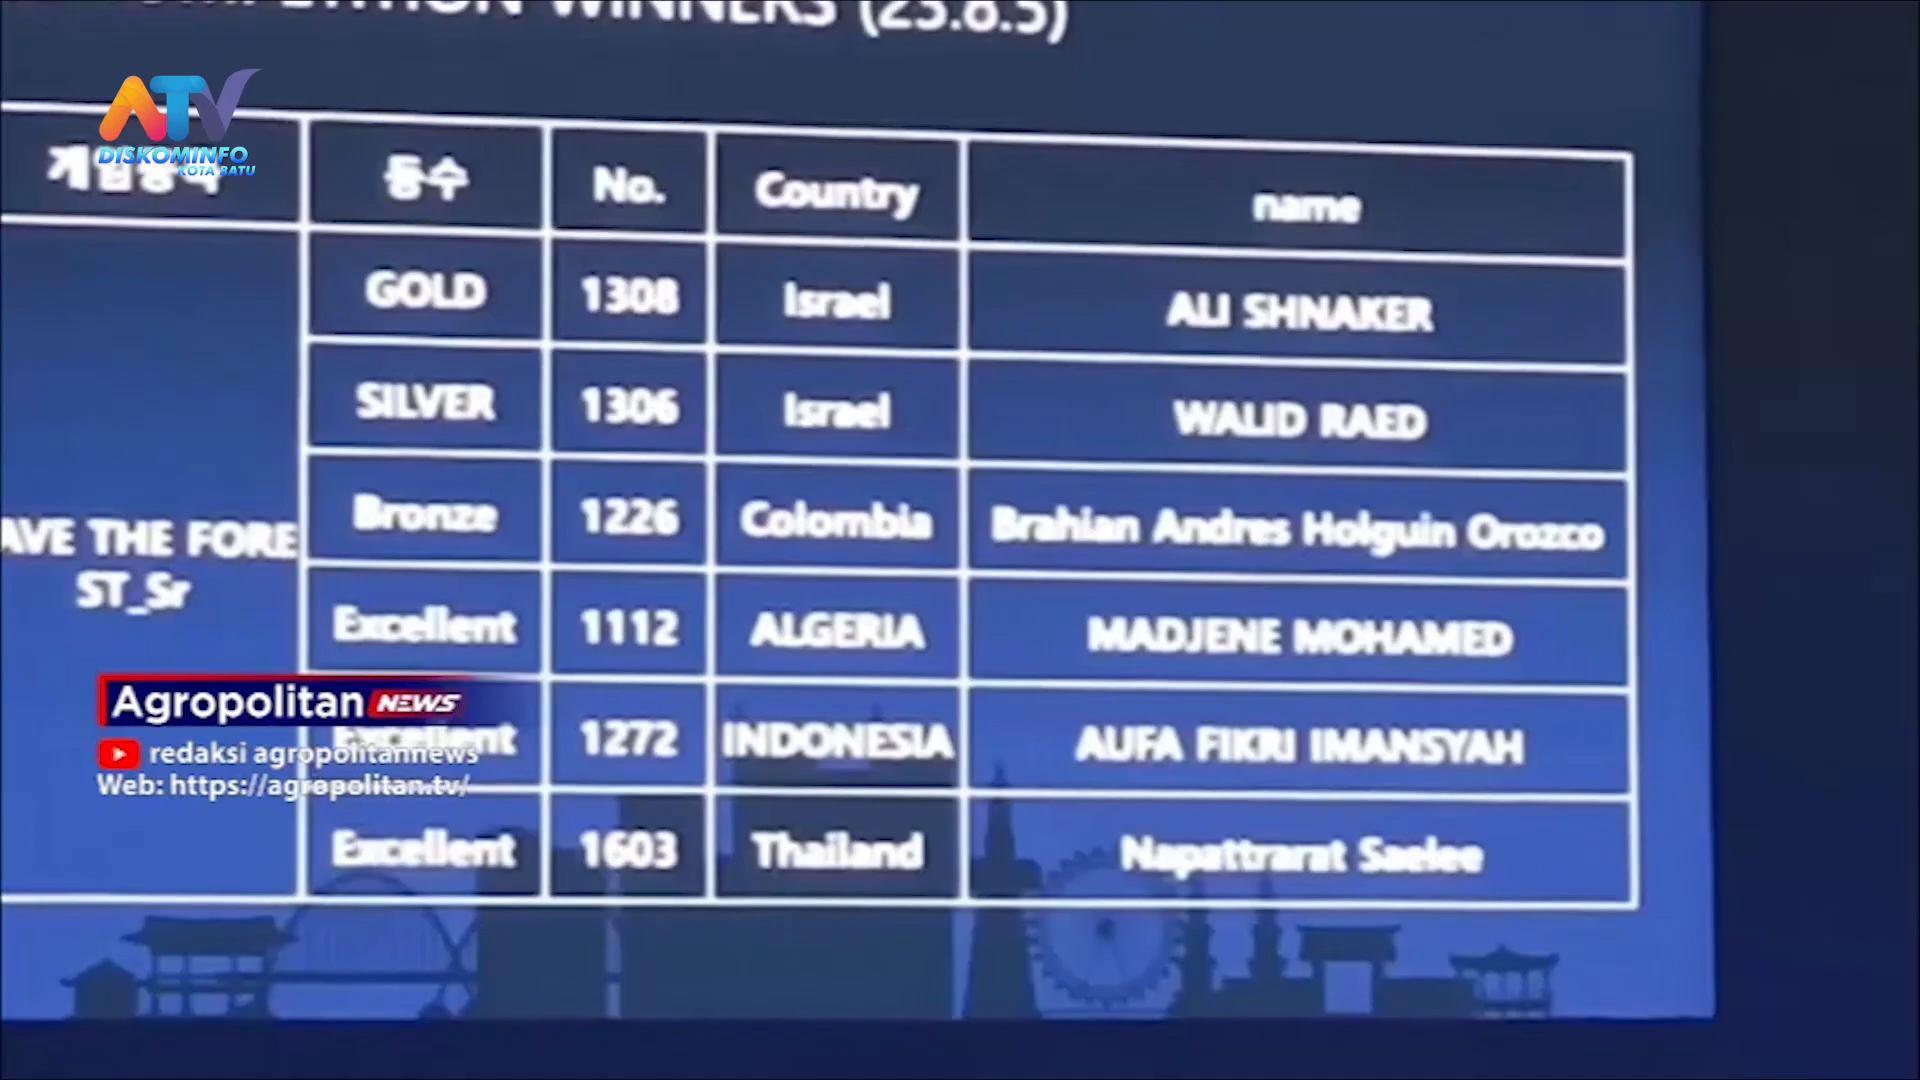 WINNERS (23.8.5)
ATV
DISKOMINFO
KOTA BATU
등수 No. Country name
GOLD 1308 Israel ALI SHNAKER
SILVER 1306 Israel WALID RAED
Bronze 1226 Colombia Brahian Andres Holguin Orozco
AVE THE FORE
ST_Sr
Excellent 1112 ALGERIA MADJENE MOHAMED
Excellent 1272 INDONESIA AUFA FIKRI IMANSYAH
Excellent 1603 Thailand Napattrarat Saelee
Agropolitan NEWS
redaksi agropolitannews
Web: https://agropolitan.tv/